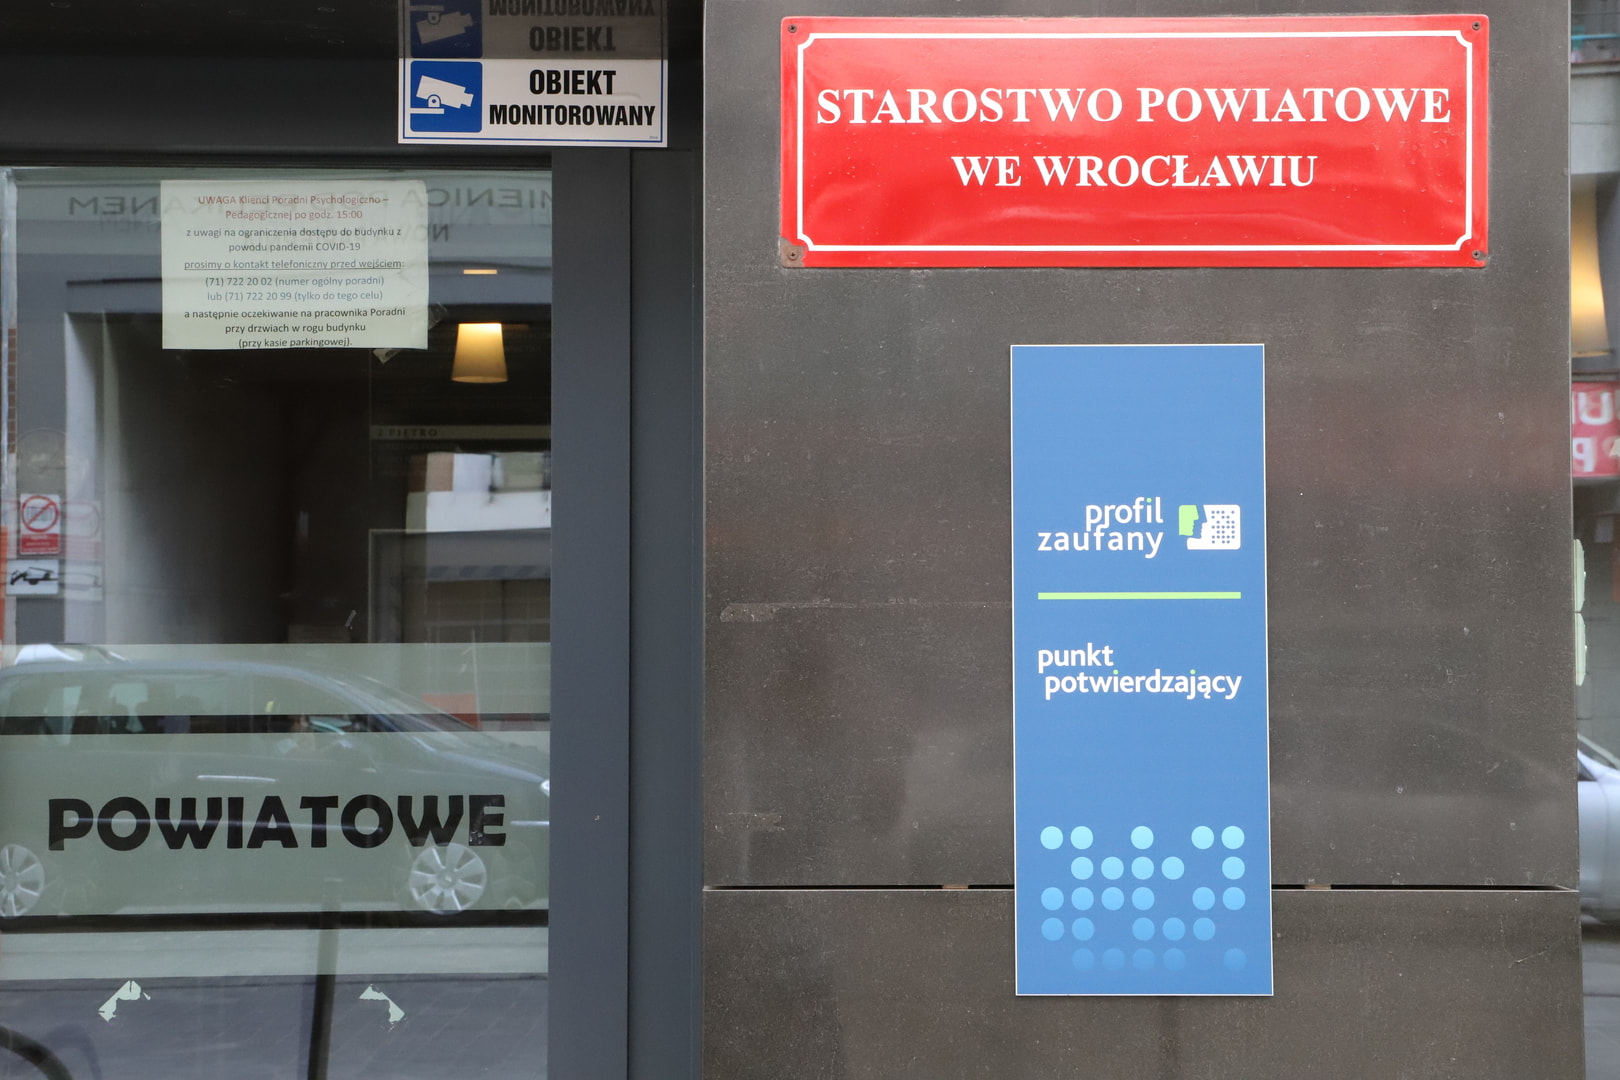 OBIEKT
MONITOROWANY
STAROSTWO POWIATOWE
WE WROCŁAWIU
UWAGA Klienci Poradni Psychologiczno –
Pedagogicznej po godz. 15:00
z uwagi na ograniczenia dostępu do budynku z
powodu pandemii COVID-19
prosimy o kontakt telefoniczny przed wejściem:
(71) 722 20 02 (numer ogólny poradni)
lub (71) 722 20 99 (tylko do tego celu)
a następnie oczekiwanie na pracownika Poradni
przy drzwiach w rogu budynku
(przy kasie parkingowej).
2 PIĘTRO
profil
zaufany
punkt
potwierdzający
POWIATOWE